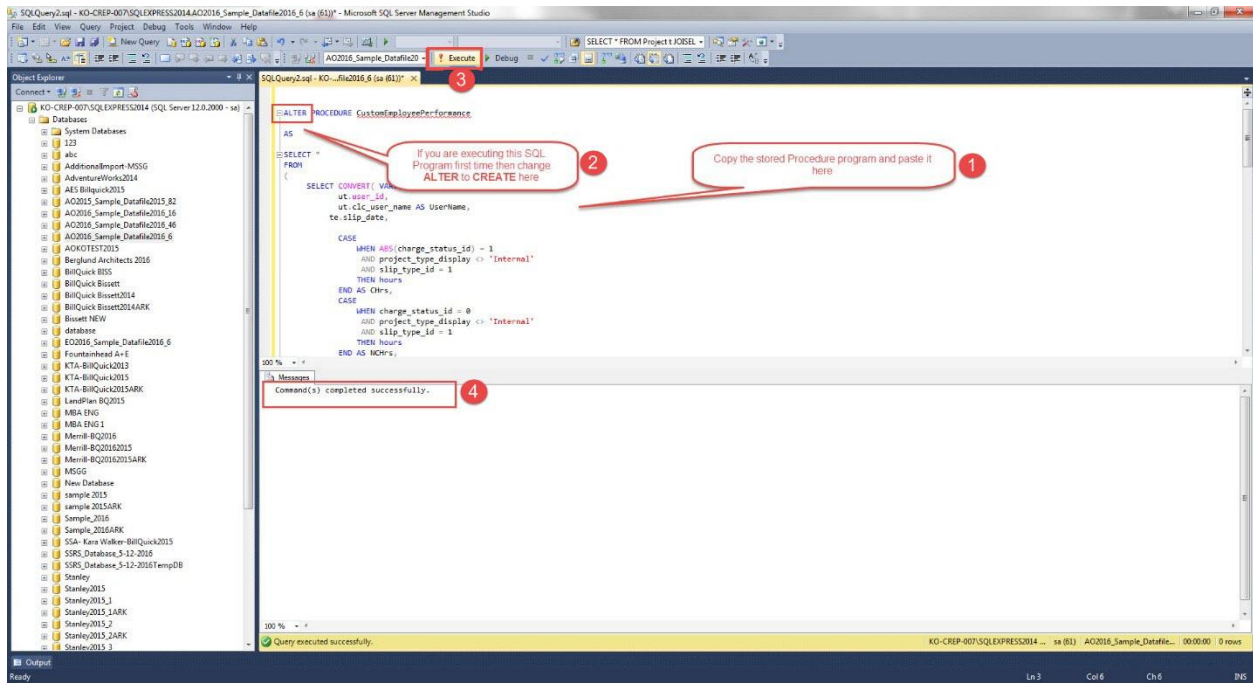 SQLQuery2.sql - KO-CREP-007\SQLEXPRESS2014.AO2016_Sample_Datafile2016_6 (sa (61))* - Microsoft SQL Server Management Studio
File Edit View Query Project Debug Tools Window Help
New Query
SELECT * FROM Project t JOISEL
AO2016_Sample_Datafile20
! Execute
Debug
3
Object Explorer
Connect
KO-CREP-007\SQLEXPRESS2014 (SQL Server 12.0.2000 - sa)
Databases
System Databases
123
abc
AdditionalImport-MSSG
AdventureWorks2014
AES Billquick2015
AO2015_Sample_Datafile2015_82
AO2016_Sample_Datafile2016_16
AO2016_Sample_Datafile2016_46
AO2016_Sample_Datafile2016_6
AOKOTEST2015
Berglund Architects 2016
BillQuick BISS
BillQuick Bissett
BillQuick Bissett2014
BillQuick Bissett2014ARK
Bissett NEW
database
EO2016_Sample_Datafile2016_6
Fountainhead A+E
KTA-BillQuick2013
KTA-BillQuick2015
KTA-BillQuick2015ARK
LandPlan BQ2015
MBA ENG
MBA ENG 1
Merrill-BQ2016
Merrill-BQ20162015
Merrill-BQ20162015ARK
MSGG
New Database
sample 2015
sample 2015ARK
Sample_2016
Sample_2016ARK
SSA- Kara Walker-BillQuick2015
SSRS_Database_5-12-2016
SSRS_Database_5-12-2016TempDB
Stanley
Stanley2015
Stanley2015_1
Stanley2015_1ARK
Stanley2015_2
Stanley2015_2ARK
Stanley2015_3
SQLQuery2.sql - KO-...file2016_6 (sa (61))*
ALTER PROCEDURE CustomEmployeePerformance
AS
SELECT *
FROM
(
SELECT CONVERT(
ut.user_id,
ut.clc_user_name AS UserName,
te.slip_date,
CASE
WHEN ABS(charge_status_id) = 1
AND project_type_display <> 'Internal'
AND slip_type_id = 1
THEN hours
END AS CHrs,
CASE
WHEN charge_status_id = 0
AND project_type_display <> 'Internal'
AND slip_type_id = 1
THEN hours
END AS NCHrs,
If you are executing this SQL
Program first time then change
ALTER to CREATE here
2
Copy the stored Procedure program and paste it
here
1
100 %
Messages
Command(s) completed successfully.
4
100 %
Query executed successfully.
KO-CREP-007\SQLEXPRESS2014 ... sa (61) AO2016_Sample_Datafile... 00:00:00 0 rows
Output
Ready
Ln 3 Col 6 Ch 6 INS